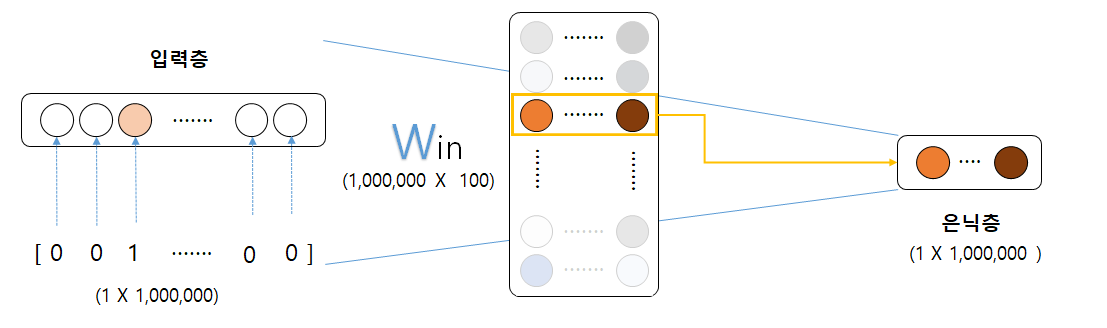 입력층
[ 0 0 1 ······· 0 0 ]
(1 X 1,000,000)
Win
(1,000,000 X 100)
은닉층
(1 X 1,000,000 )